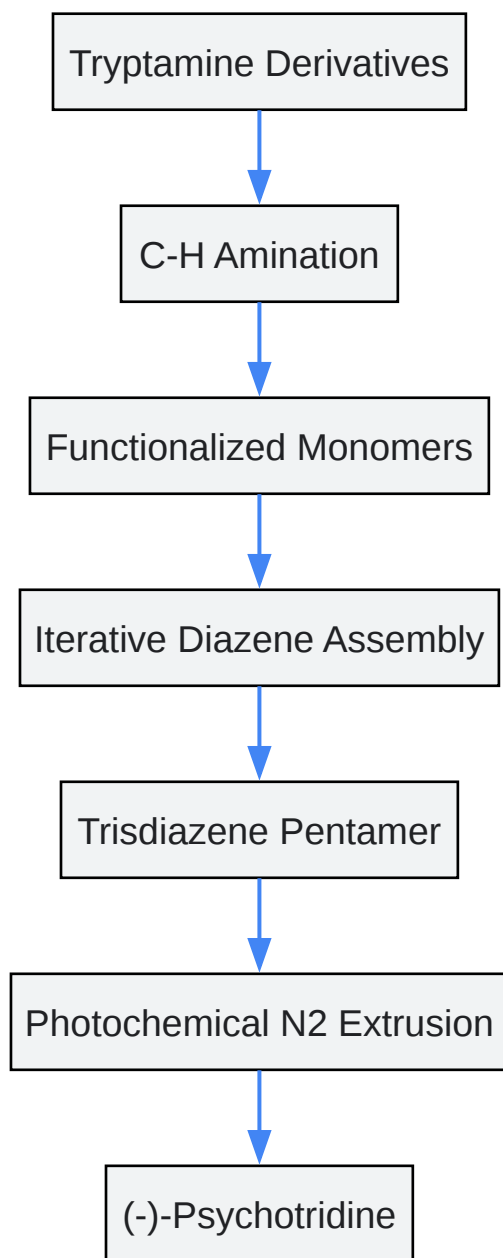 Tryptamine Derivatives
C-H Amination
Functionalized Monomers
Iterative Diazene Assembly
Trisdiazene Pentamer
Photochemical N2 Extrusion
(-)-Psychotridine